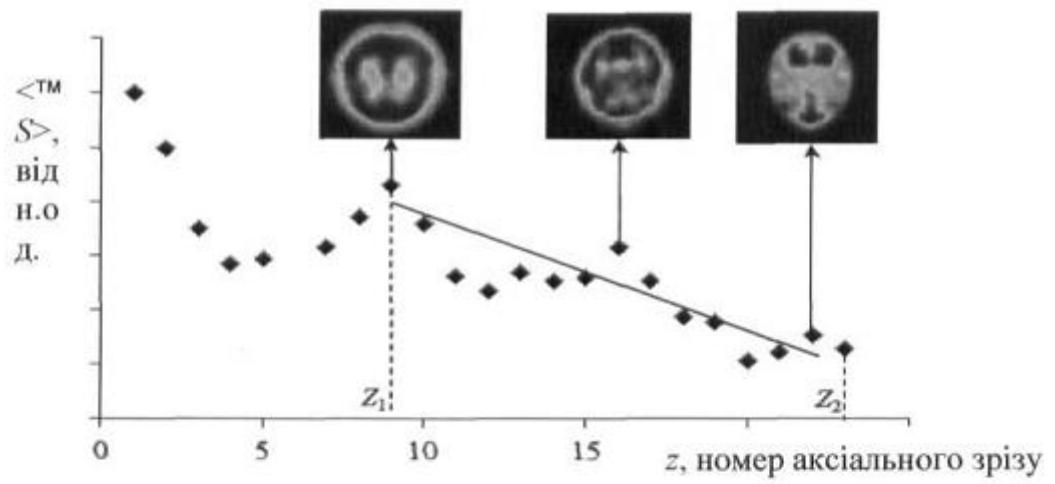 <™
S>,
від
н.о
д.
z₁
z₂
0
5
10
15
z, номер аксіального зрізу